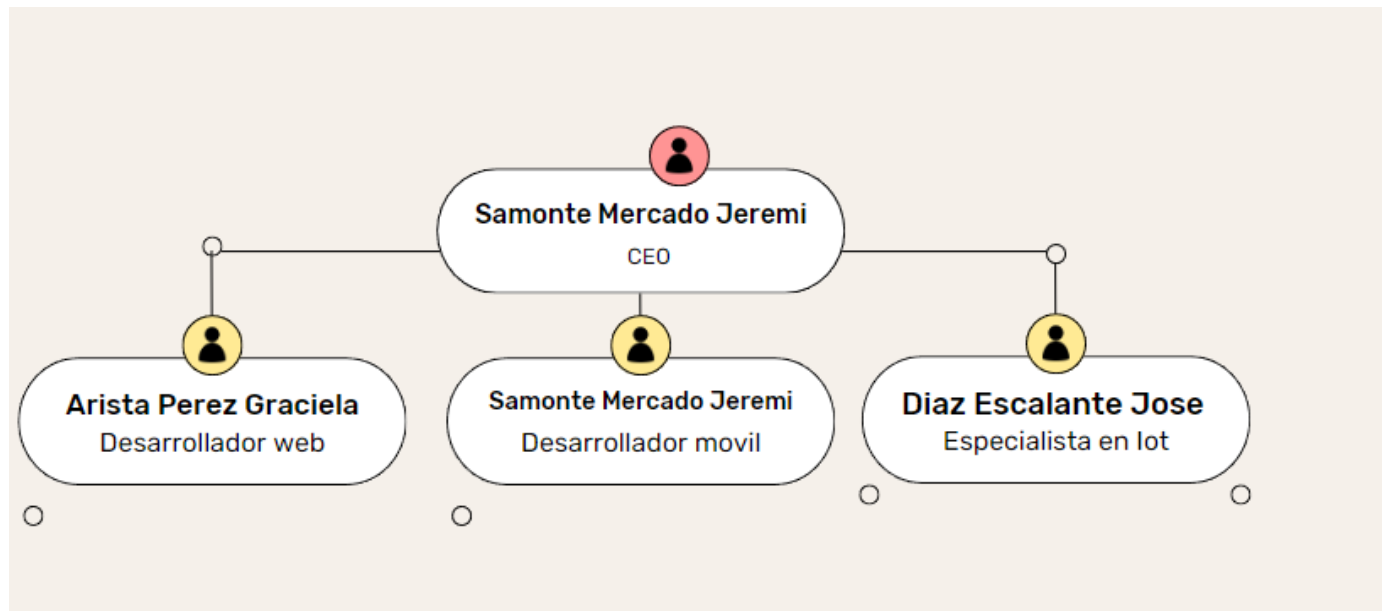 Samonte Mercado Jeremi
CEO
Arista Perez Graciela
Desarrollador web
Samonte Mercado Jeremi
Desarrollador movil
Diaz Escalante Jose
Especialista en Iot